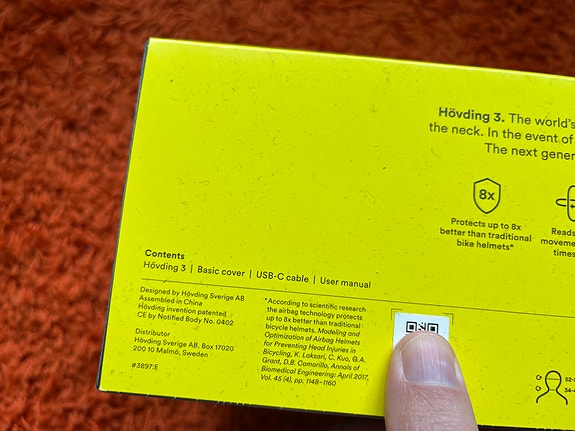 Hövding 3. The world's
the neck. In the event of
The next gener
8x
Protects up to 8x
better than traditional
bike helmets*
Reads
movemen
times
Contents
Hövding 3 | Basic cover | USB-C cable | User manual
Designed by Hövding Sverige AB
Assembled in China
Hövding invention patented
CE by Notified Body No. 0402
Distributor
Hövding Sverige AB, Box 17020
200 10 Malmö, Sweden
#3897:E
*According to scientific research
the airbag technology protects
up to 8x better than traditional
bicycle helmets. Modeling and
Optimization of Airbag Helmets
for Preventing Head Injuries in
Bicycling, K. Laksari, C. Kuo, G.A.
Grant, D.B. Camarillo, Annals of
Biomedical Engineering: April 2017,
Vol. 45 (4), pp. 1148–1160
52-
34-